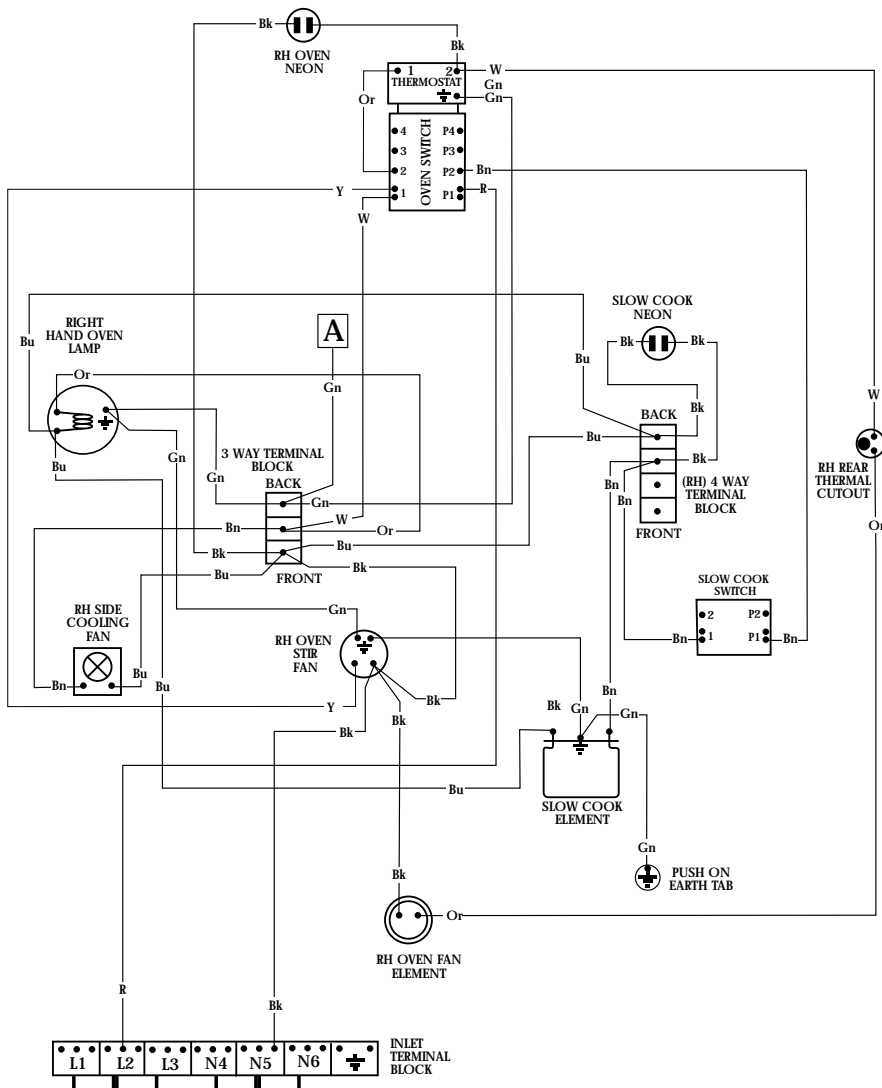 Bk
RH OVEN
NEON
Bk
1 2
THERMOSTAT
W
Gn
Gn
Or
4 P4
3 P3
2 P2
1 P1
OVEN SWITCH
Bn
R
Y
W
SLOW COOK
NEON
RIGHT
HAND OVEN
LAMP
A
Bu
Bk
Bk
Or
Bu
Gn
W
Bk
BACK
Bu
Gn
3 WAY TERMINAL
BLOCK
Bk
Bu
Gn
BACK
Bn
Bn
(RH) 4 WAY
TERMINAL
BLOCK
RH REAR
THERMAL
CUTOUT
Gn
Bn
W
Or
Or
FRONT
Bk
Bu
Bu
FRONT
Bk
SLOW COOK
SWITCH
2 P2
1 P1
Bn
Bn
RH SIDE
COOLING
FAN
Gn
RH OVEN
STIR
FAN
Bn
Bu
Bu
Y
Bk
Bk
Bk
Bn
Bk
Gn
Gn
Bu
SLOW COOK
ELEMENT
Gn
PUSH ON
EARTH TAB
Bk
Or
RH OVEN FAN
ELEMENT
R
Bk
L1 L2 L3 N4 N5 N6
INLET
TERMINAL
BLOCK